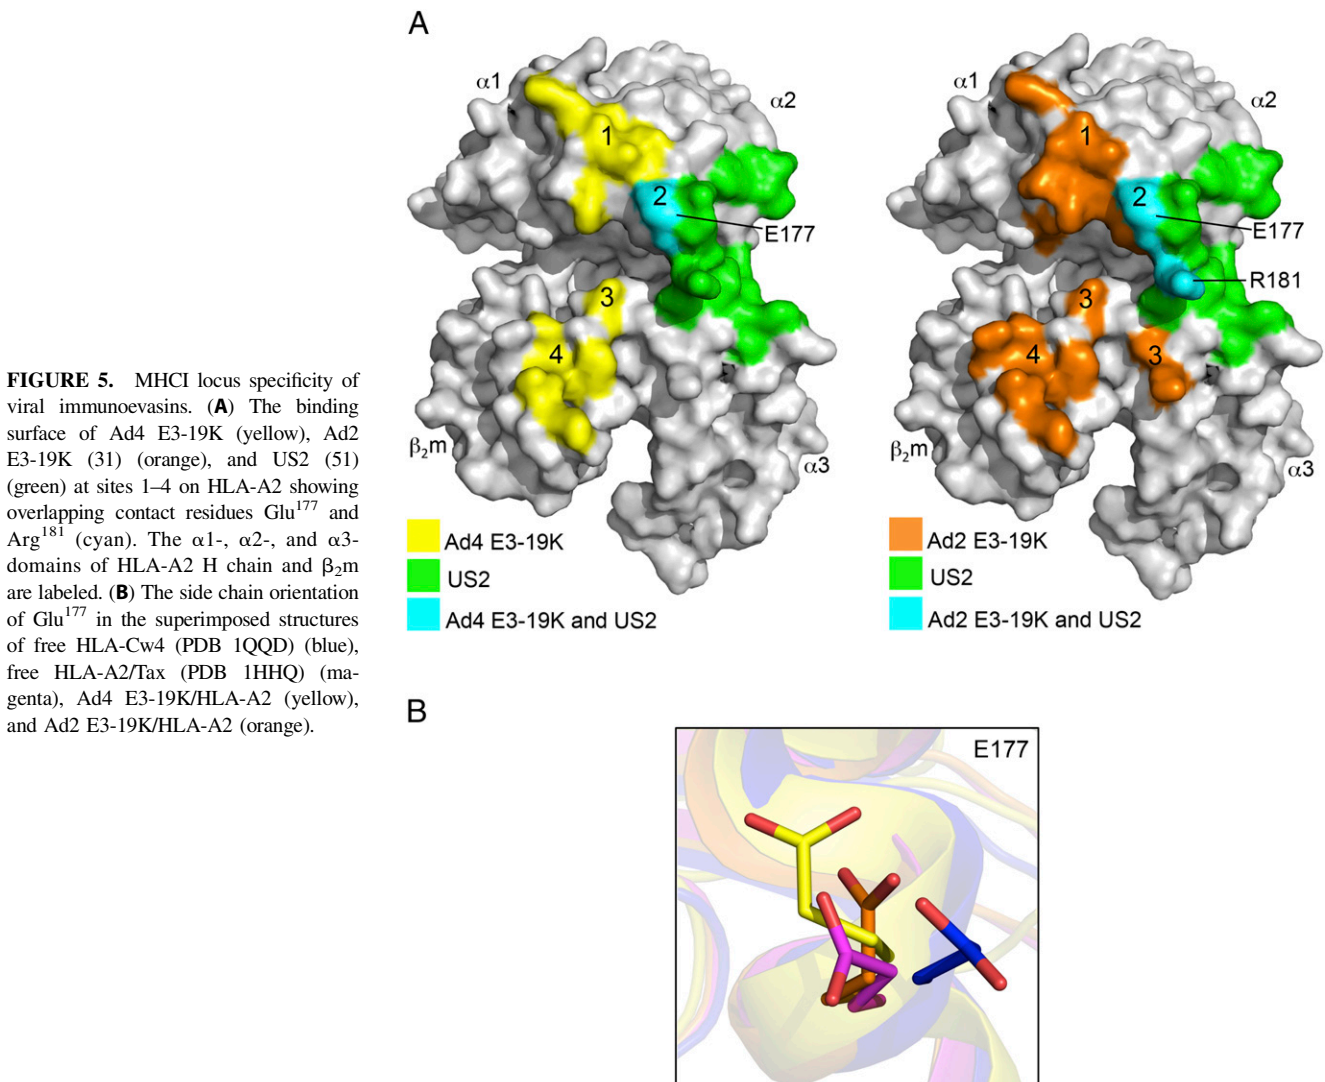 FIGURE 5. MHCI locus specificity of
viral immunoevasins. (A) The binding
surface of Ad4 E3-19K (yellow), Ad2
E3-19K (31) (orange), and US2 (51)
(green) at sites 1–4 on HLA-A2 showing
overlapping contact residues Glu177 and
Arg181 (cyan). The α1-, α2-, and α3-
domains of HLA-A2 H chain and β2m
are labeled. (B) The side chain orientation
of Glu177 in the superimposed structures
of free HLA-Cw4 (PDB 1QQD) (blue),
free HLA-A2/Tax (PDB 1HHQ) (ma-
genta), Ad4 E3-19K/HLA-A2 (yellow),
and Ad2 E3-19K/HLA-A2 (orange).
A
α1
α2
1
2
E177
3
4
β2m
α3
Ad4 E3-19K
US2
Ad4 E3-19K and US2
α1
α2
1
2
E177
R181
3
3
4
β2m
α3
Ad2 E3-19K
US2
Ad2 E3-19K and US2
B
E177